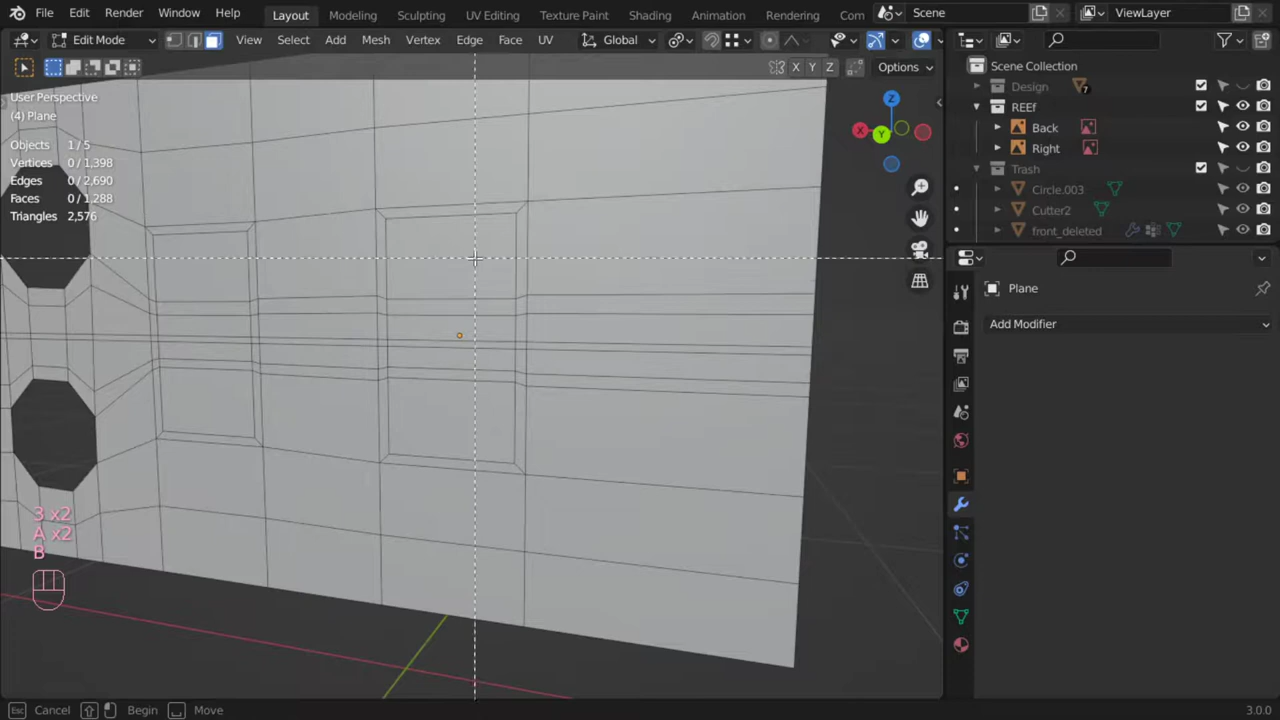 File Edit Render Window Help Layout Modeling Sculpting UV Editing Texture Paint Shading Animation Rendering Com Scene ViewLayer
Edit Mode View Select Add Mesh Vertex Edge Face UV Global
X Y Z Options
User Perspective
(4) Plane
Objects 1/5
Vertices 0/1,398
Edges 0/2,690
Faces 0/1,288
Triangles 2,576
Z
X
Y
Scene Collection
Design 7
REEf
Back
Right
Trash
Circle.003
Cutter2
front_deleted
Plane
Add Modifier
3 x2
A x2
B
Esc Cancel Begin Move 3.0.0